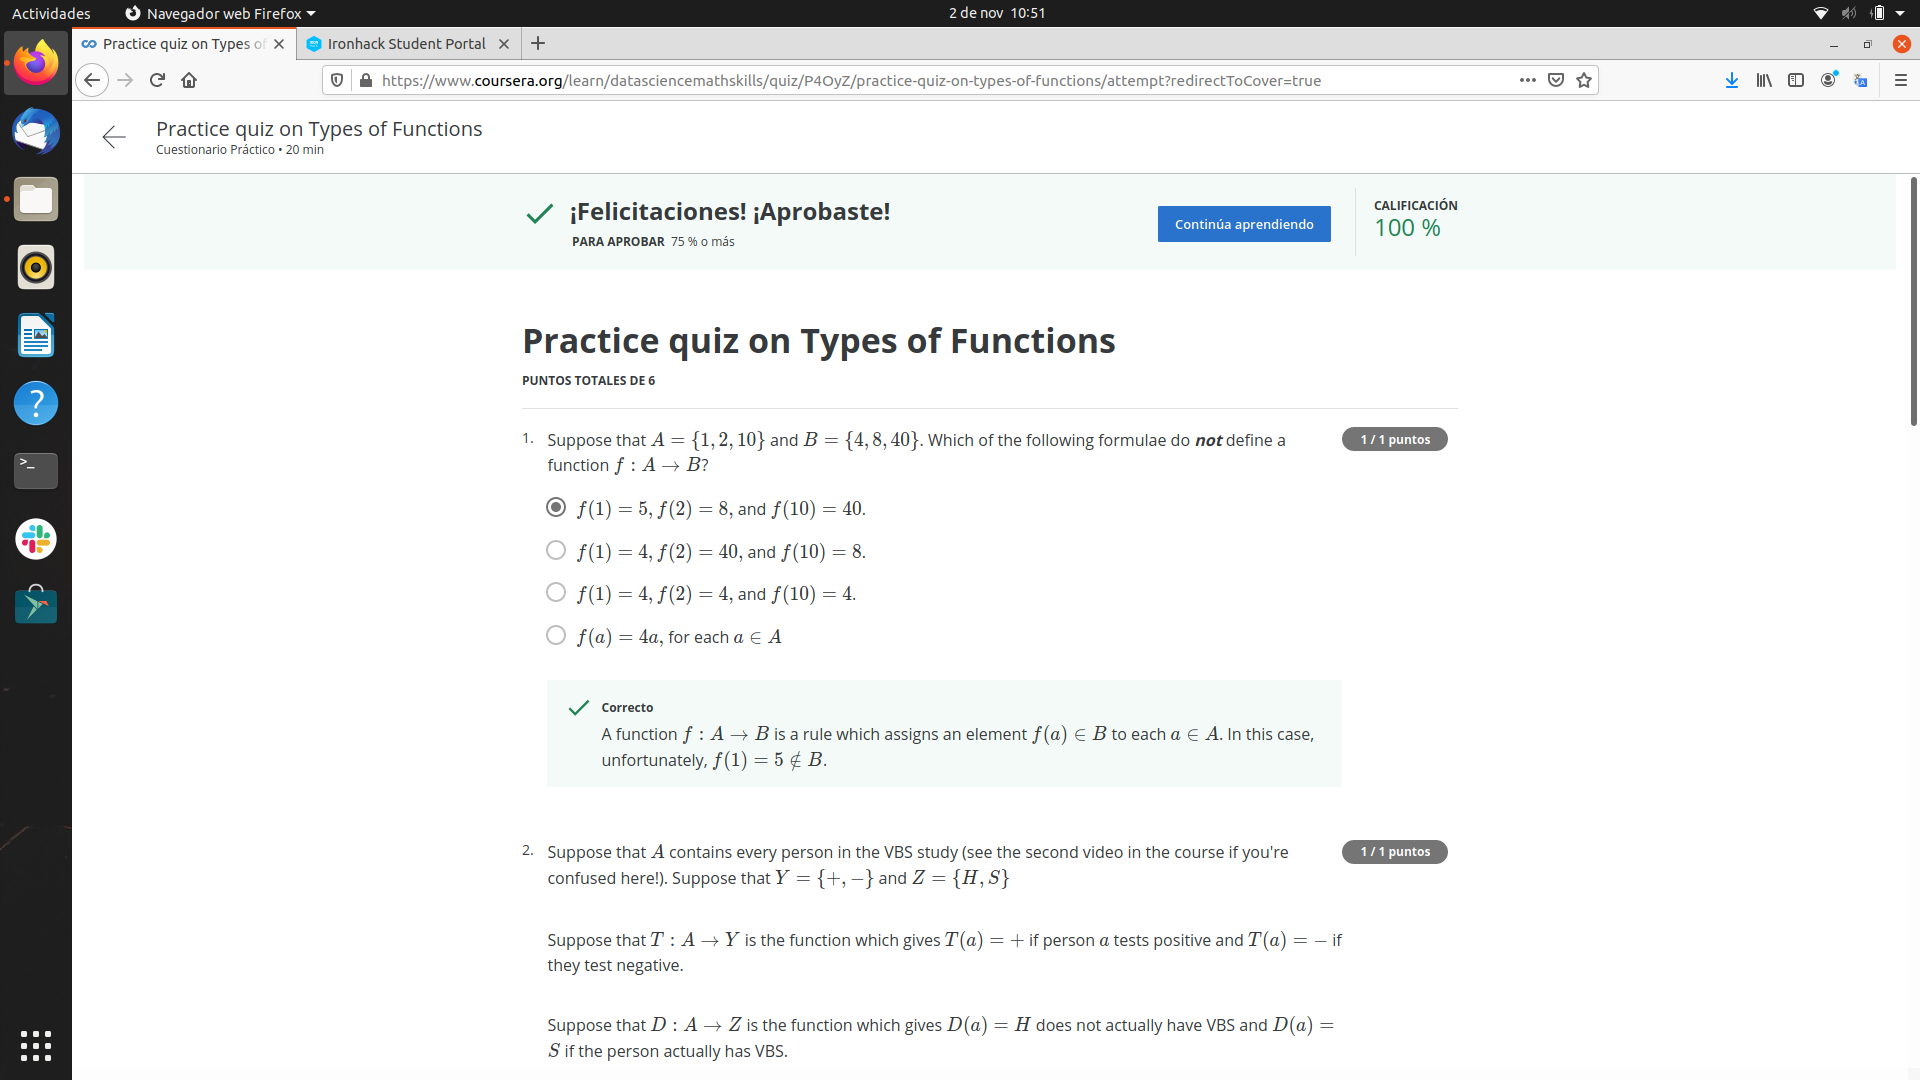 Actividades
Navegador web Firefox
2 de nov 10:51
Practice quiz on Types of
Ironhack Student Portal
https://www.coursera.org/learn/datasciencemathskills/quiz/P4OyZ/practice-quiz-on-types-of-functions/attempt?redirectToCover=true
Practice quiz on Types of Functions
Cuestionario Práctico • 20 min
¡Felicitaciones! ¡Aprobaste!
PARA APROBAR 75 % o más
Continúa aprendiendo
CALIFICACIÓN
100 %
Practice quiz on Types of Functions
PUNTOS TOTALES DE 6
1. Suppose that A = {1, 2, 10} and B = {4, 8, 40}. Which of the following formulae do not define a
function f : A → B?
1 / 1 puntos
f(1) = 5, f(2) = 8, and f(10) = 40.
f(1) = 4, f(2) = 40, and f(10) = 8.
f(1) = 4, f(2) = 4, and f(10) = 4.
f(a) = 4a, for each a ∈ A
Correcto
A function f : A → B is a rule which assigns an element f(a) ∈ B to each a ∈ A. In this case,
unfortunately, f(1) = 5 ∉ B.
2. Suppose that A contains every person in the VBS study (see the second video in the course if you're
confused here!). Suppose that Y = {+, −} and Z = {H, S}
1 / 1 puntos
Suppose that T : A → Y is the function which gives T(a) = + if person a tests positive and T(a) = − if
they test negative.
Suppose that D : A → Z is the function which gives D(a) = H does not actually have VBS and D(a) =
S if the person actually has VBS.